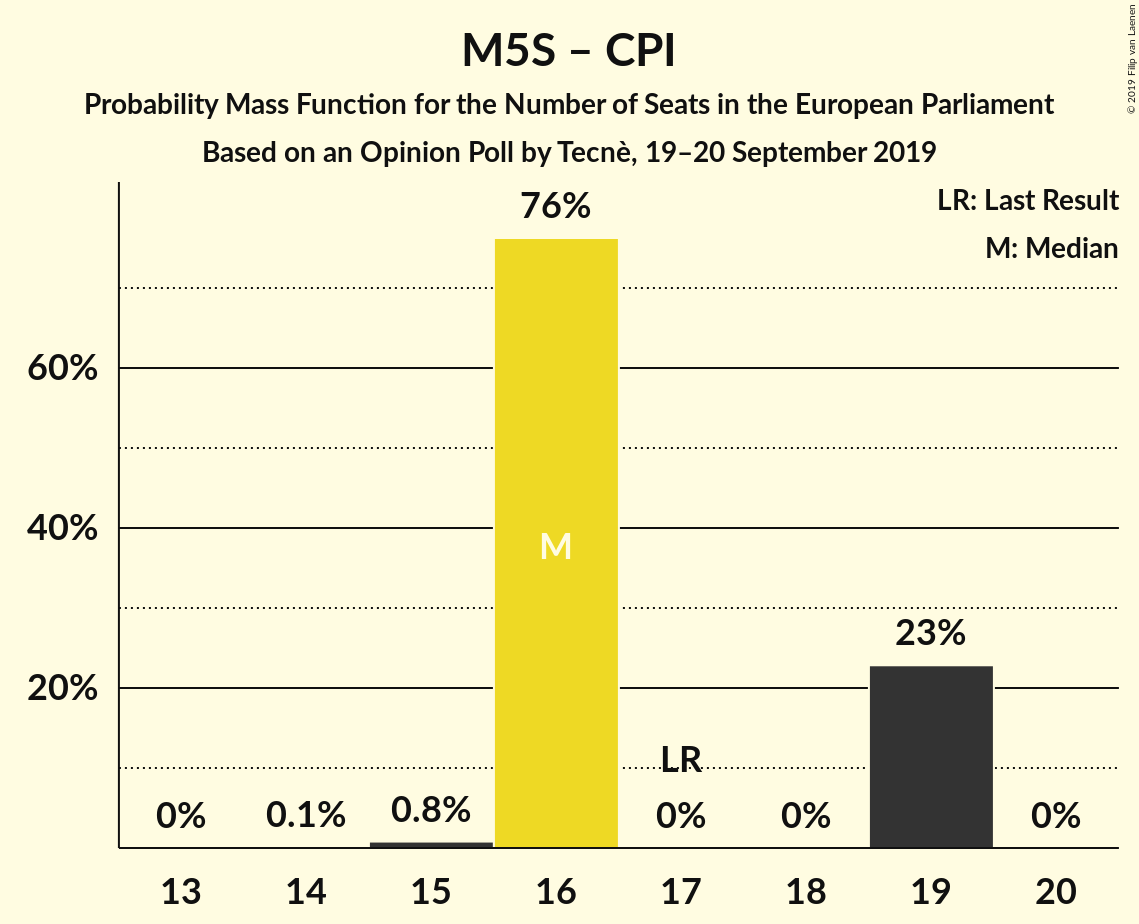 M5S – CPI
Probability Mass Function for the Number of Seats in the European Parliament
Based on an Opinion Poll by Tecnè, 19–20 September 2019
© 2019 Filip van Laenen
LR: Last Result
M: Median
76%
60%
40%
M
23%
20%
LR
0%
0.1%
0.8%
0%
0%
0%
13 14 15 16 17 18 19 20